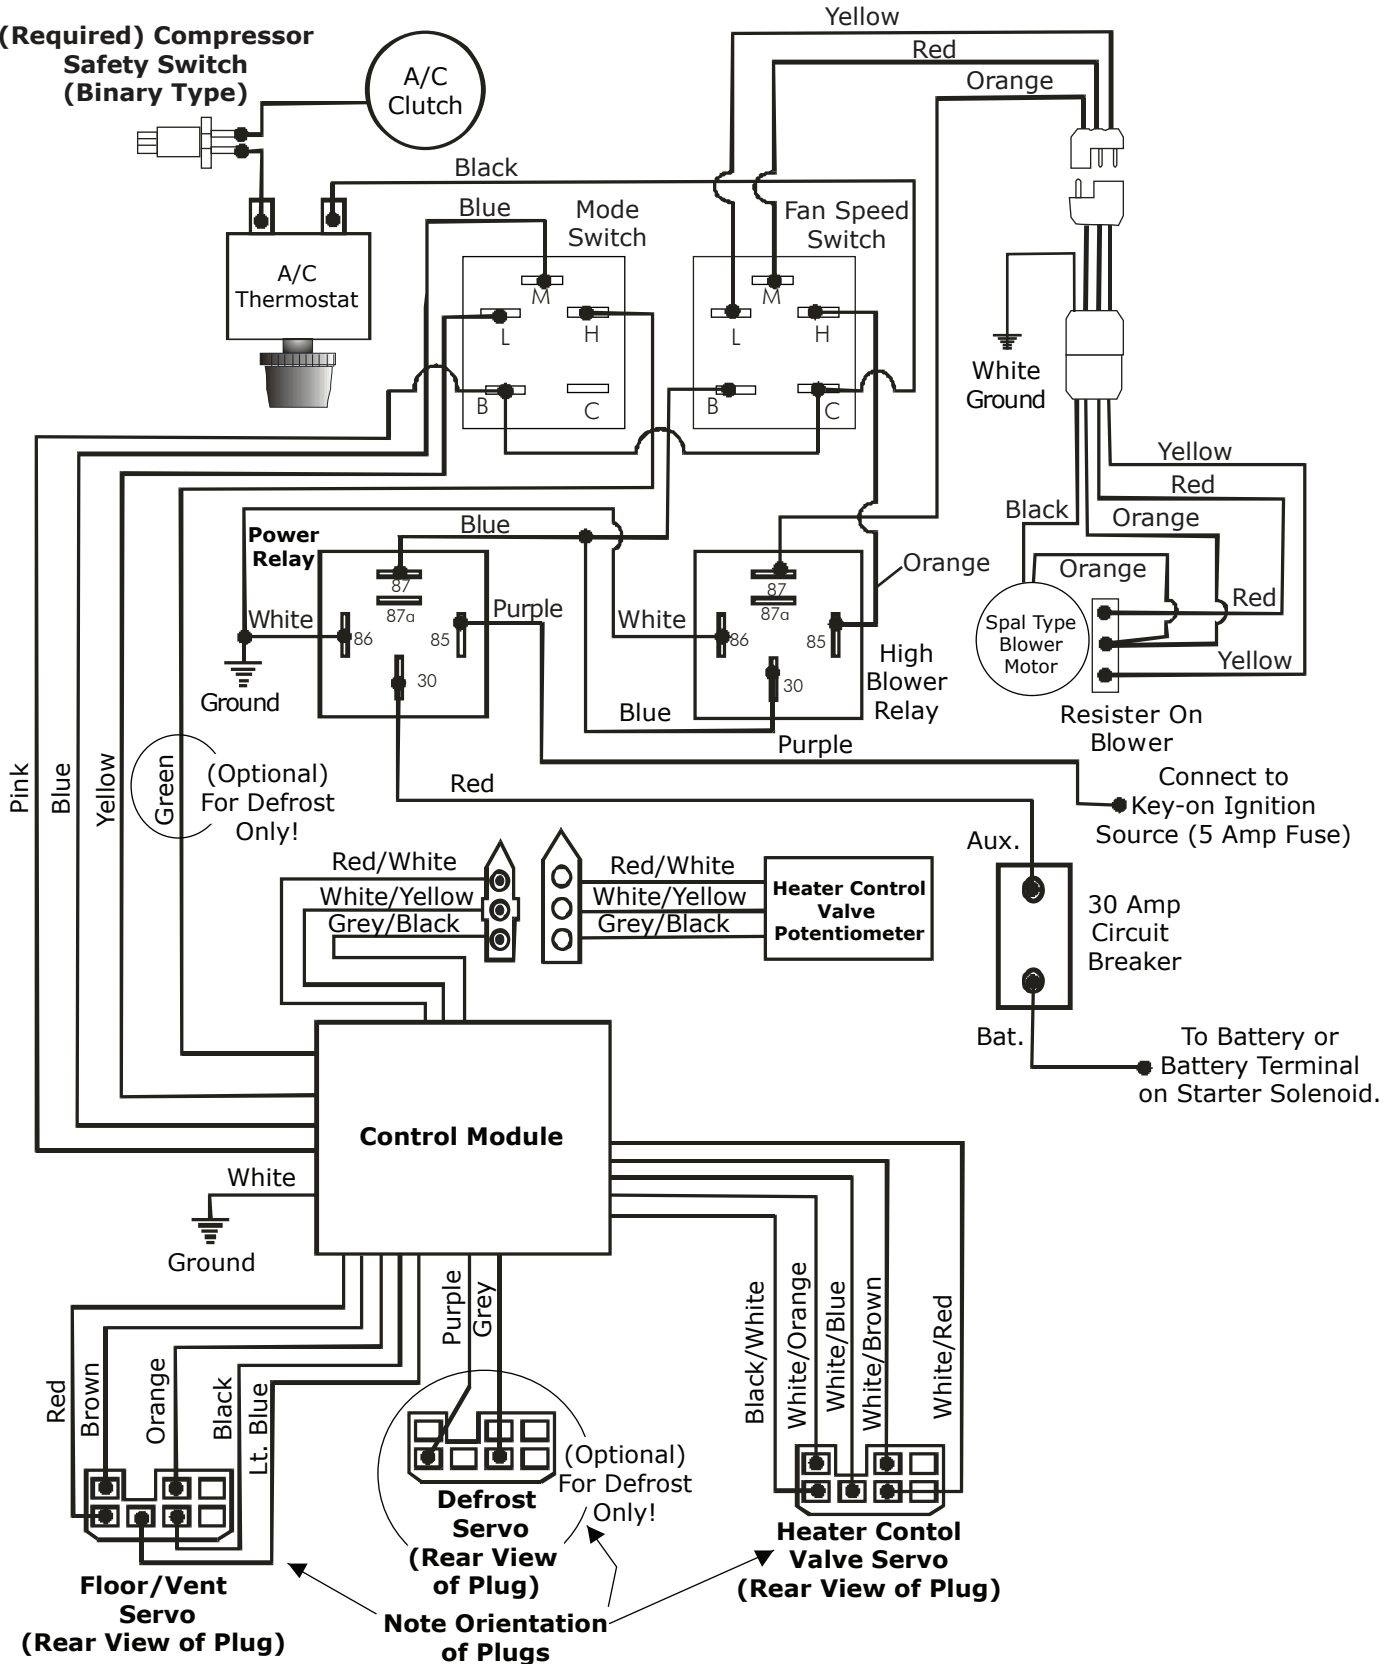 (Required) Compressor
Safety Switch
(Binary Type)
A/C
Clutch
Yellow
Red
Orange
Black
Blue
Mode
Switch
Fan Speed
Switch
A/C
Thermostat
M
L
H
B
C
M
L
H
B
C
White
Ground
Yellow
Red
Black
Orange
Orange
Red
Yellow
Spal Type
Blower
Motor
Resister On
Blower
Power
Relay
Blue
87
87a
86
85
30
White
Purple
Ground
White
87
87a
86
85
30
Orange
High
Blower
Relay
Blue
Purple
Connect to
Key-on Ignition
Source (5 Amp Fuse)
Red
Pink
Blue
Yellow
Green
(Optional)
For Defrost
Only!
Aux.
30 Amp
Circuit
Breaker
Bat.
To Battery or
Battery Terminal
on Starter Solenoid.
Red/White
White/Yellow
Grey/Black
Red/White
White/Yellow
Grey/Black
Heater Control
Valve
Potentiometer
Control Module
White
Ground
Red
Brown
Orange
Black
Lt. Blue
Purple
Grey
Black/White
White/Orange
White/Blue
White/Brown
White/Red
(Optional)
For Defrost
Only!
Defrost
Servo
(Rear View
of Plug)
Heater Contol
Valve Servo
(Rear View of Plug)
Floor/Vent
Servo
(Rear View of Plug)
Note Orientation
of Plugs